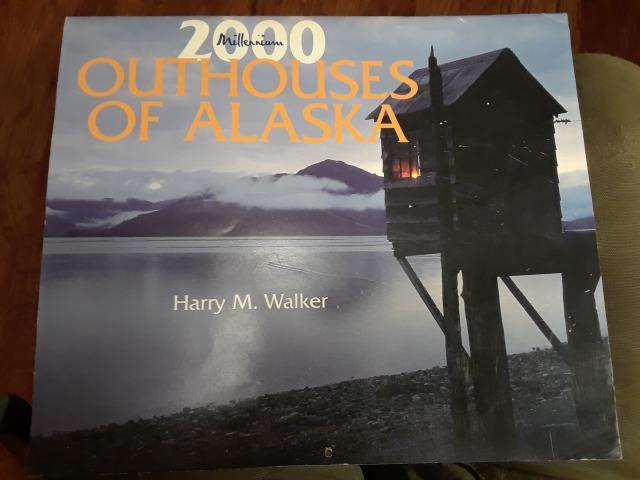 2000
Millennium
OUTHOUSES
OF ALASKA
Harry M. Walker